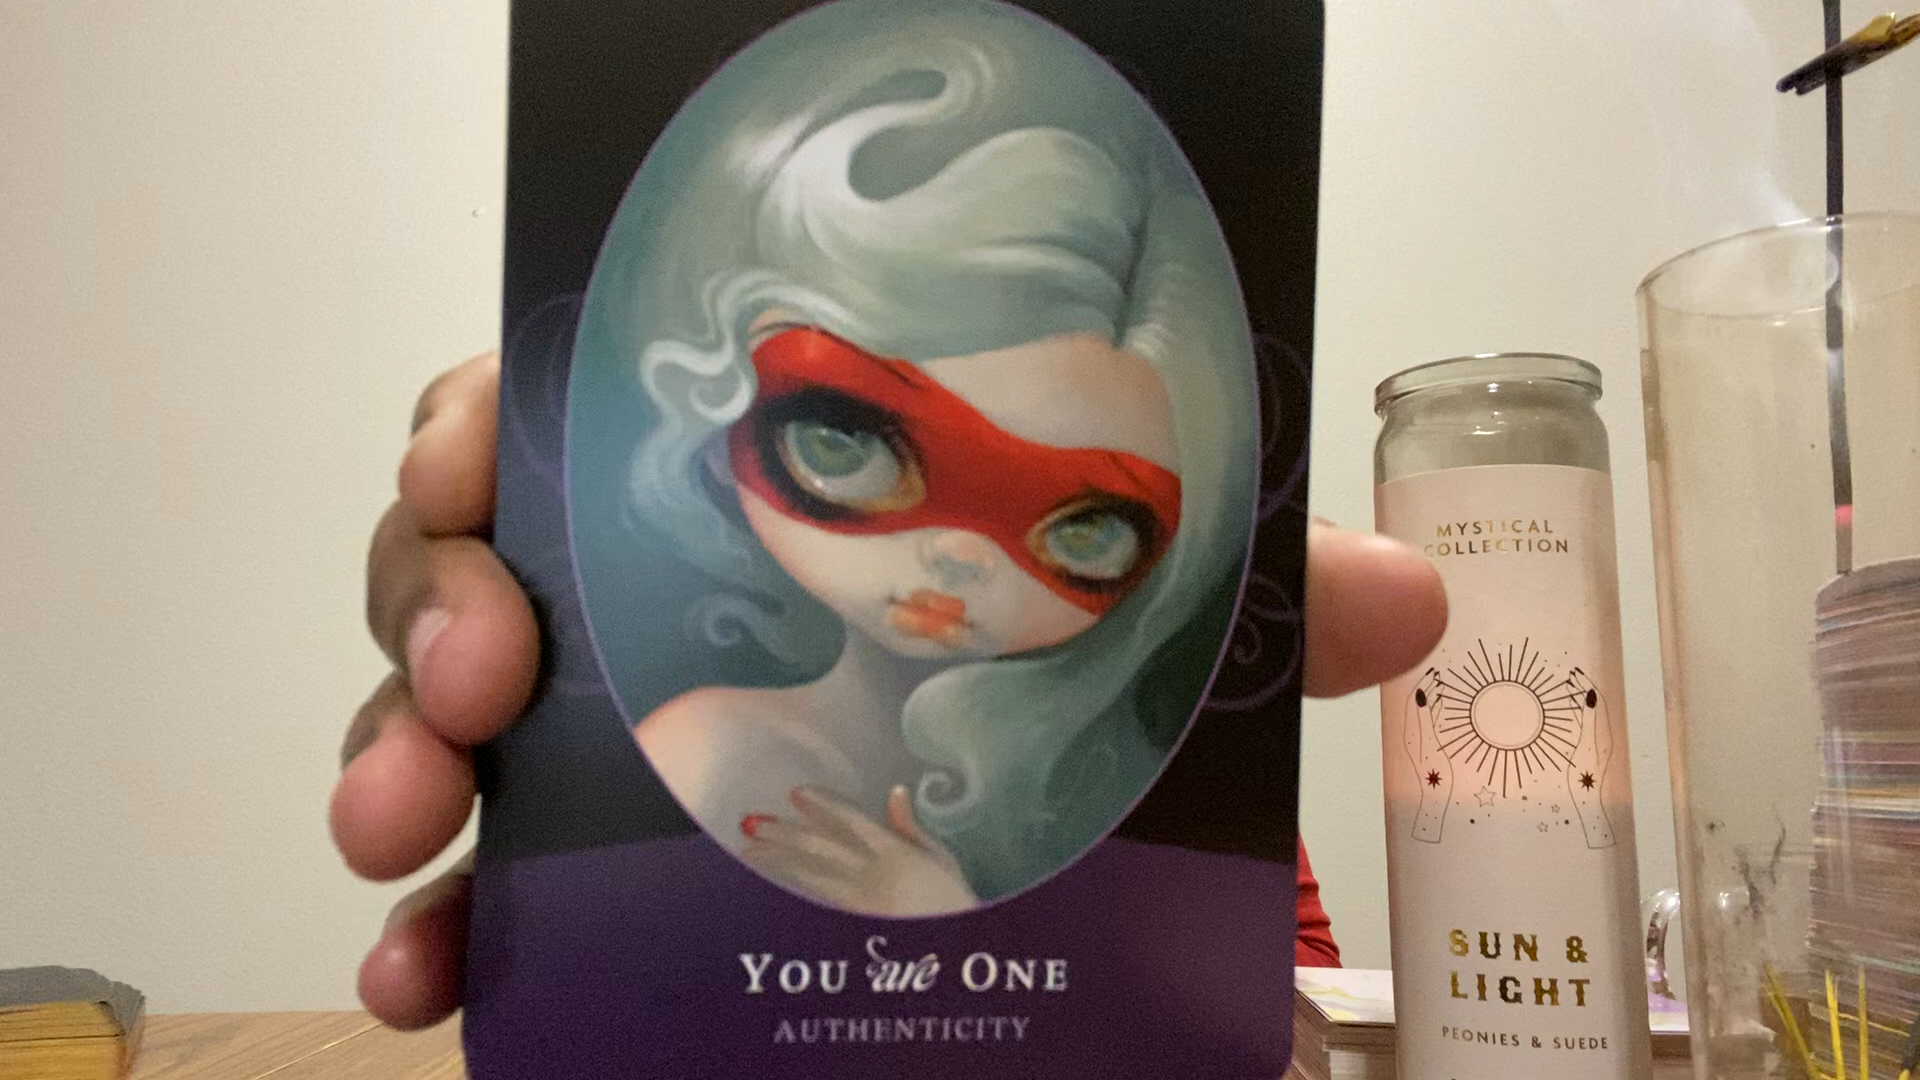 YOU are ONE
AUTHENTICITY
MYSTICAL
COLLECTION
SUN &
LIGHT
PEONIES & SUEDE